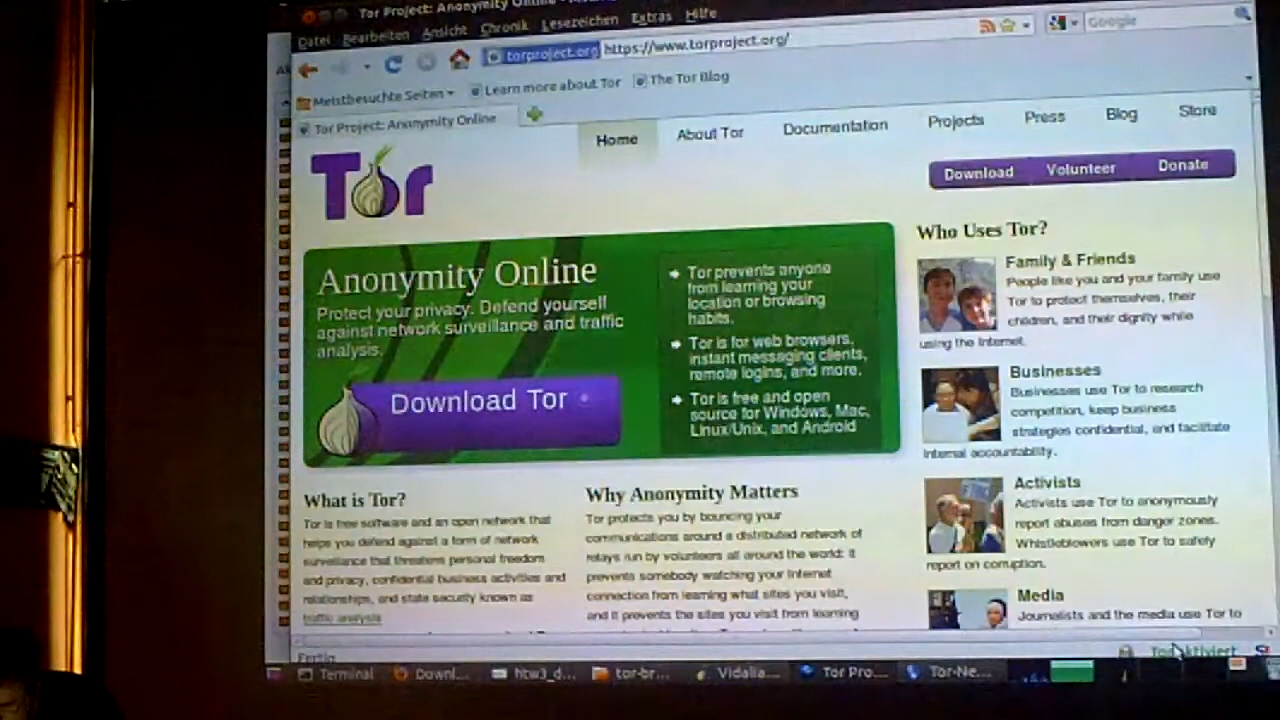 Tor Project: Anonymity Online
Datei Bearbeiten Ansicht Chronik Lesezeichen Extras Hilfe
torproject.org https://www.torproject.org/
Google
Meistbesuchte Seiten
Learn more about Tor
The Tor Blog
Tor Project: Anonymity Online
Home About Tor Documentation Projects Press Blog Store
Tor
Download Volunteer Donate
Anonymity Online
Protect your privacy. Defend yourself
against network surveillance and traffic
analysis.
Download Tor
Tor prevents anyone
from learning your
location or browsing
habits.
Tor is for web browsers,
instant messaging clients,
remote logins, and more.
Tor is free and open
source for Windows, Mac,
Linux/Unix, and Android
Who Uses Tor?
Family & Friends
People like you and your family use
Tor to protect themselves, their
children, and their dignity while
using the Internet.
Businesses
Businesses use Tor to research
competition, keep business
strategies confidential, and facilitate
internal accountability.
Activists
Activists use Tor to anonymously
report abuses from danger zones.
Whistleblowers use Tor to safely
report on corruption.
Media
Journalists and the media use Tor to
What is Tor?
Tor is free software and an open network that
helps you defend against a form of network
surveillance that threatens personal freedom
and privacy, confidential business activities and
relationships, and state security known as
traffic analysis
Why Anonymity Matters
Tor protects you by bouncing your
communications around a distributed network of
relays run by volunteers all around the world: it
prevents somebody watching your Internet
connection from learning what sites you visit,
and it prevents the sites you visit from learning
Fertig
Tor aktiviert
Terminal Downl... htw3_d... tor-br... Vidalia... Tor Pro... Tor-Ne...